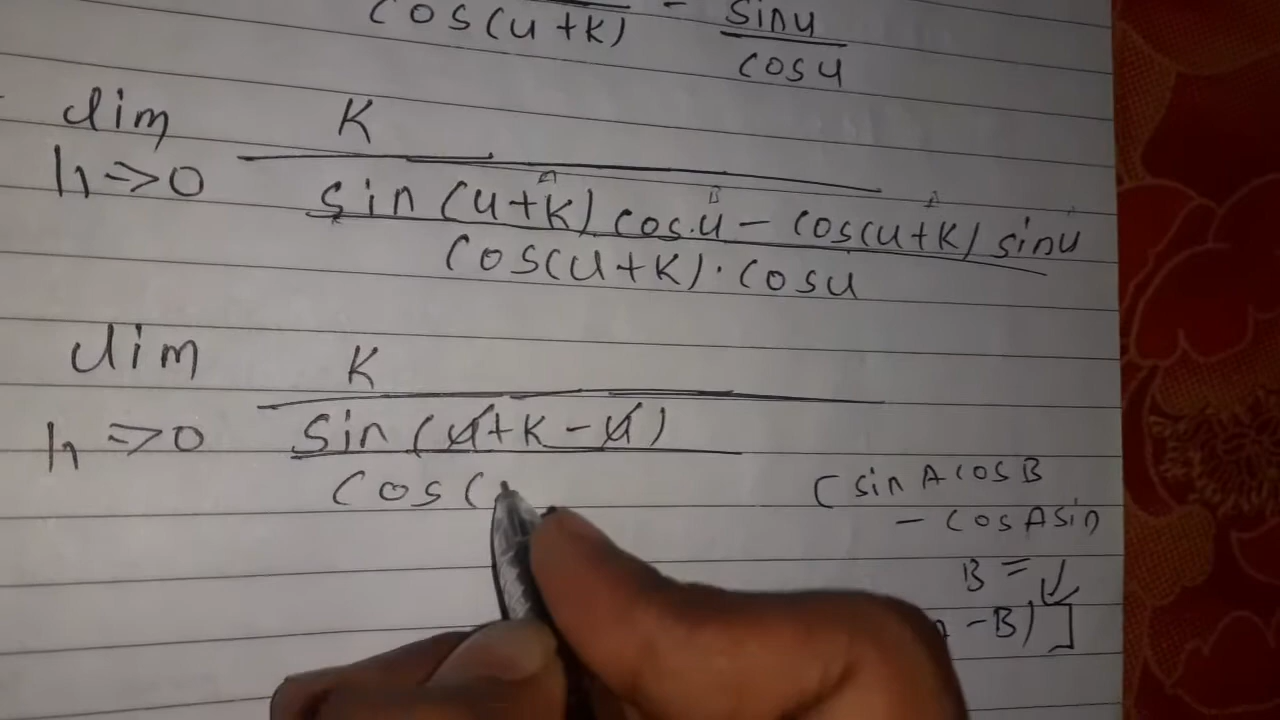 cos(u+k) - sinu
cosu
lim K
h->0 sin(u+k) cos.u - cos(u+k) sinu
A B A
cos(u+k).cosu
lim K
h=>0 sin(u+k-u)
cos(
[sinAcosB
- cosAsin
B =
-B)]